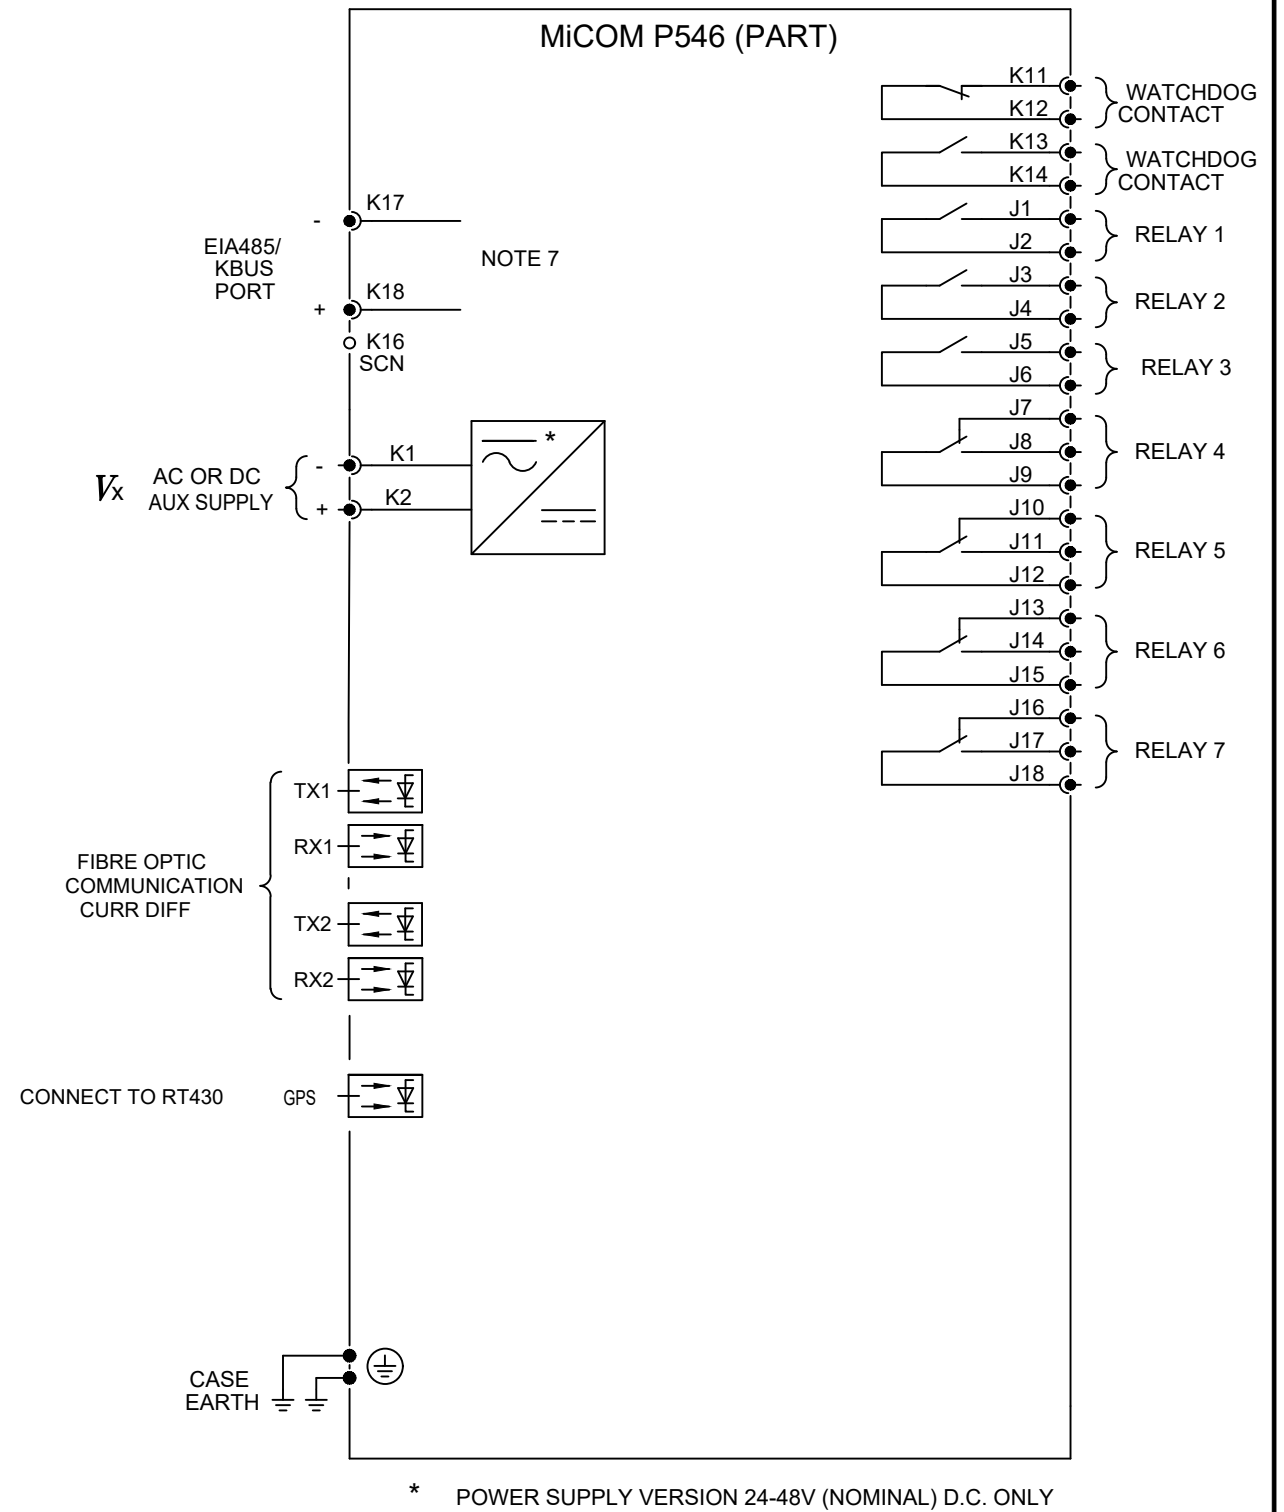 MiCOM P546 (PART)
K11
K12
WATCHDOG
CONTACT
K13
K14
WATCHDOG
CONTACT
J1
J2
RELAY 1
J3
J4
RELAY 2
J5
J6
RELAY 3
J7
J8
J9
RELAY 4
J10
J11
J12
RELAY 5
J13
J14
J15
RELAY 6
J16
J17
J18
RELAY 7
-
K17
EIA485/
KBUS
PORT
NOTE 7
+
K18
K16
SCN
Vx
AC OR DC
AUX SUPPLY
-
K1
+
K2
*
TX1
RX1
FIBRE OPTIC
COMMUNICATION
CURR DIFF
TX2
RX2
CONNECT TO RT430
GPS
CASE
EARTH
* POWER SUPPLY VERSION 24-48V (NOMINAL) D.C. ONLY